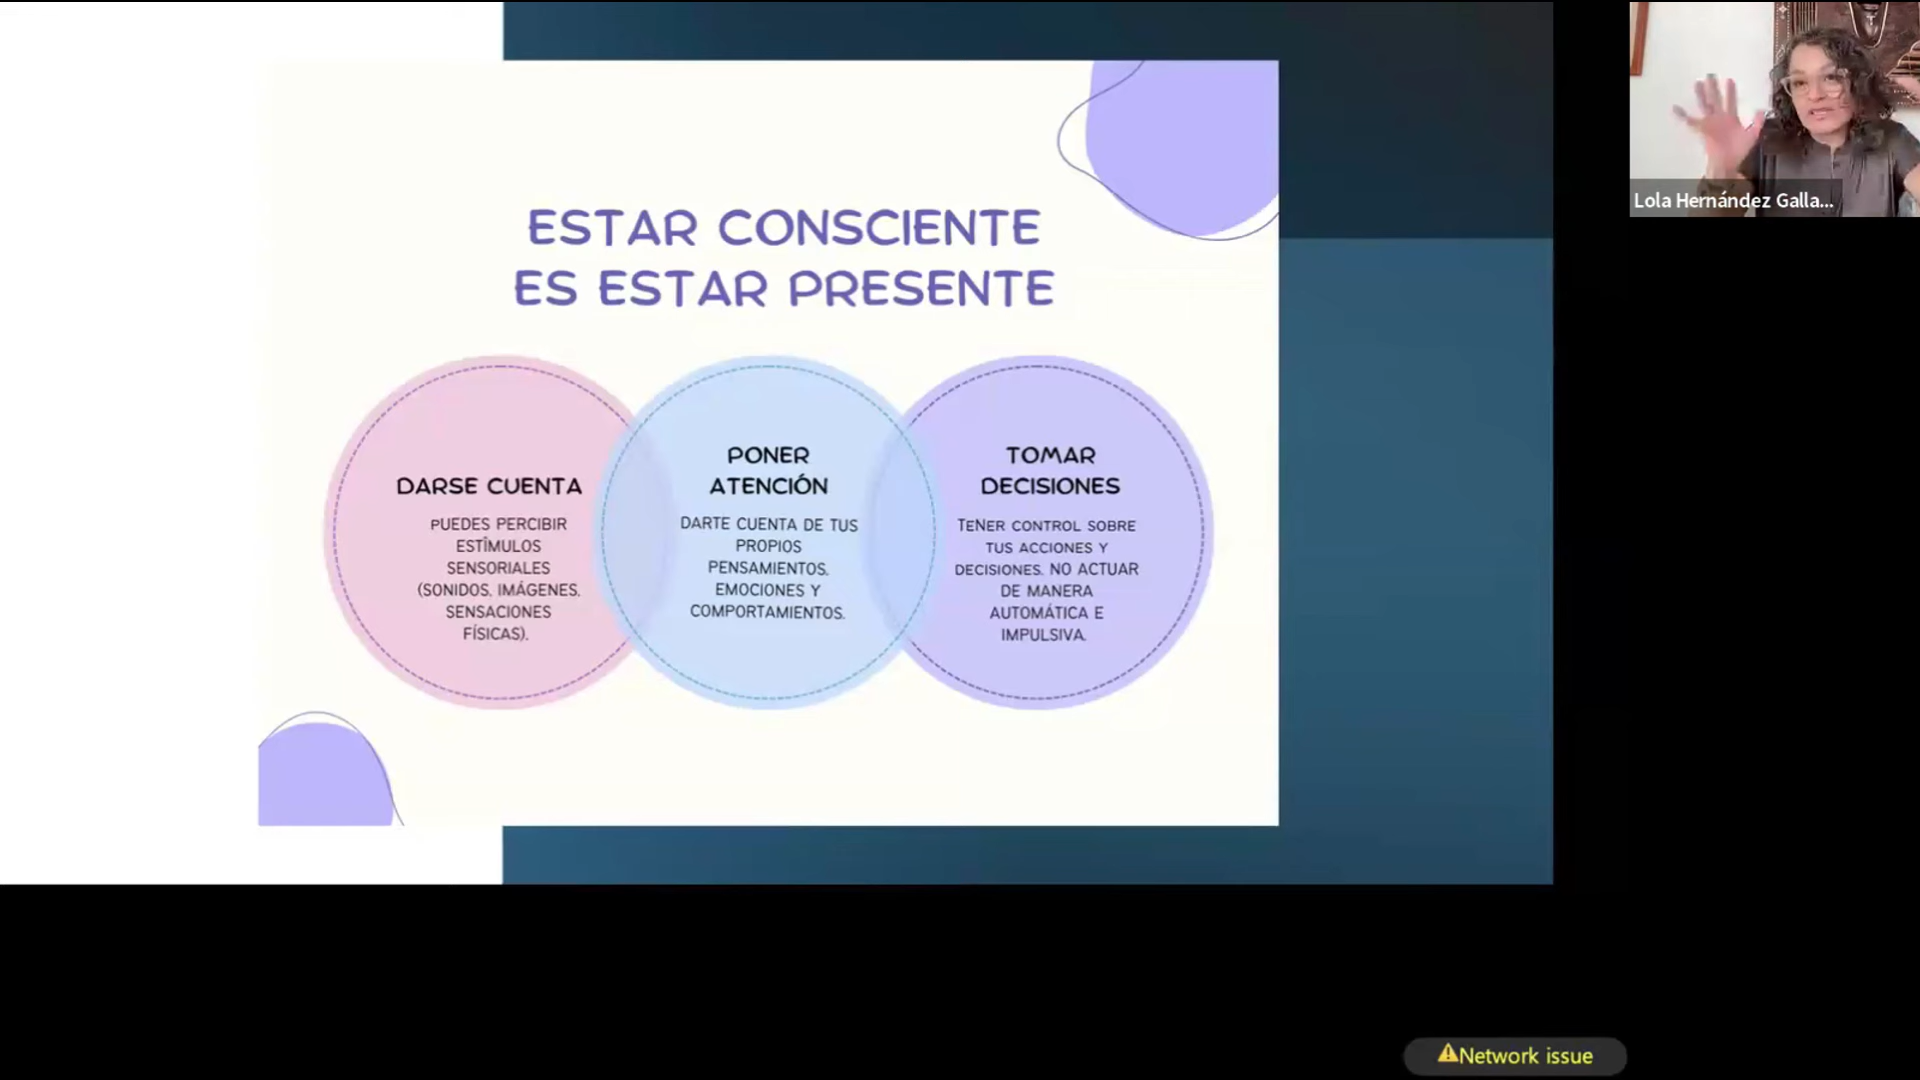 ESTAR CONSCIENTE
ES ESTAR PRESENTE
DARSE CUENTA
PUEDES PERCIBIR
ESTÎMULOS
SENSORIALES
(SONIDOS, IMÁGENES,
SENSACIONES
FÍSICAS).
PONER
ATENCIÓN
DARTE CUENTA DE TUS
PROPIOS
PENSAMIENTOS,
EMOCIONES Y
COMPORTAMIENTOS.
TOMAR
DECISIONES
TENER CONTROL SOBRE
TUS ACCIONES Y
DECISIONES. NO ACTUAR
DE MANERA
AUTOMÁTICA E
IMPULSIVA.
Lola Hernández Galla...
Network issue